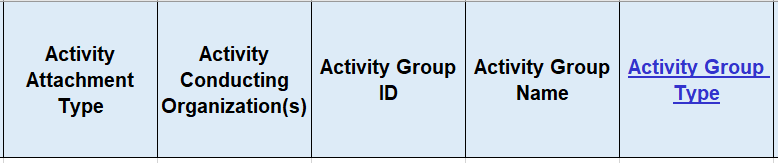 Activity
Attachment
Type
Activity
Conducting
Organization(s)
Activity Group
ID
Activity Group
Name
Activity Group
Type